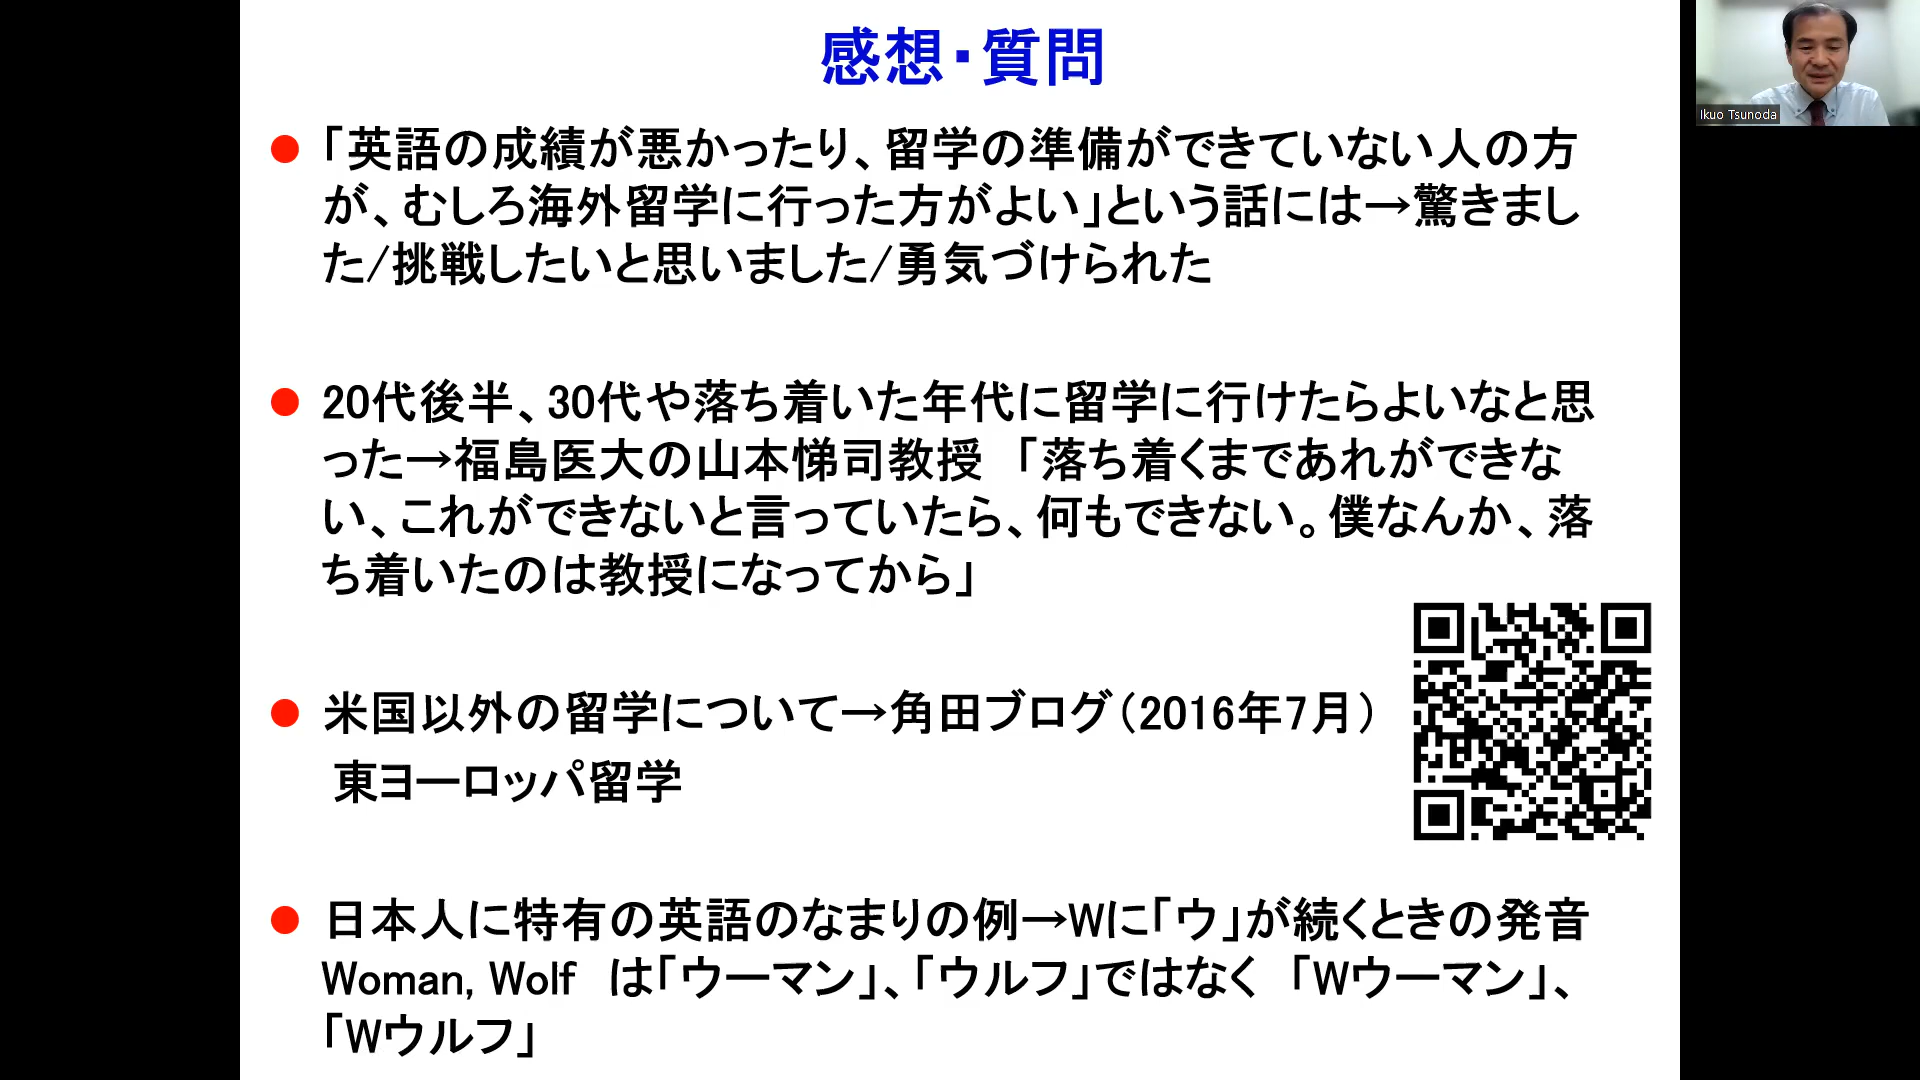 感想・質問
Ikuo Tsunoda
「英語の成績が悪かったり、留学の準備ができていない人の方
が、むしろ海外留学に行った方がよい」という話には→驚きまし
た/挑戦したいと思いました/勇気づけられた
20代後半、30代や落ち着いた年代に留学に行けたらよいなと思
った→福島医大の山本悌司教授　「落ち着くまであれができな
い、これができないと言っていたら、何もできない。僕なんか、落
ち着いたのは教授になってから」
米国以外の留学について→角田ブログ（2016年7月）
東ヨーロッパ留学
日本人に特有の英語のなまりの例→Wに「ウ」が続くときの発音
Woman, Wolf　は「ウーマン」、「ウルフ」ではなく　「Wウーマン」、
「Wウルフ」